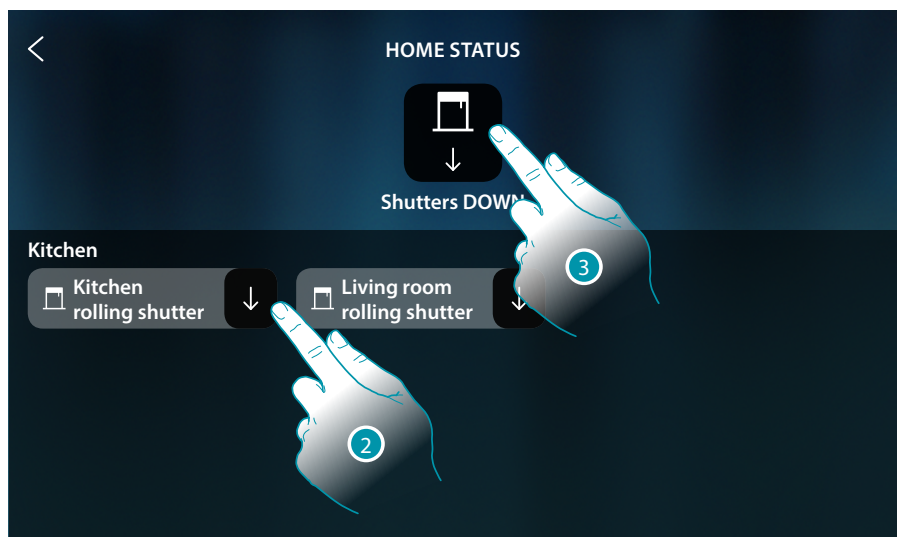 HOME STATUS
Shutters DOWN
Kitchen
Kitchen
rolling shutter
Living room
rolling shutter
3
2